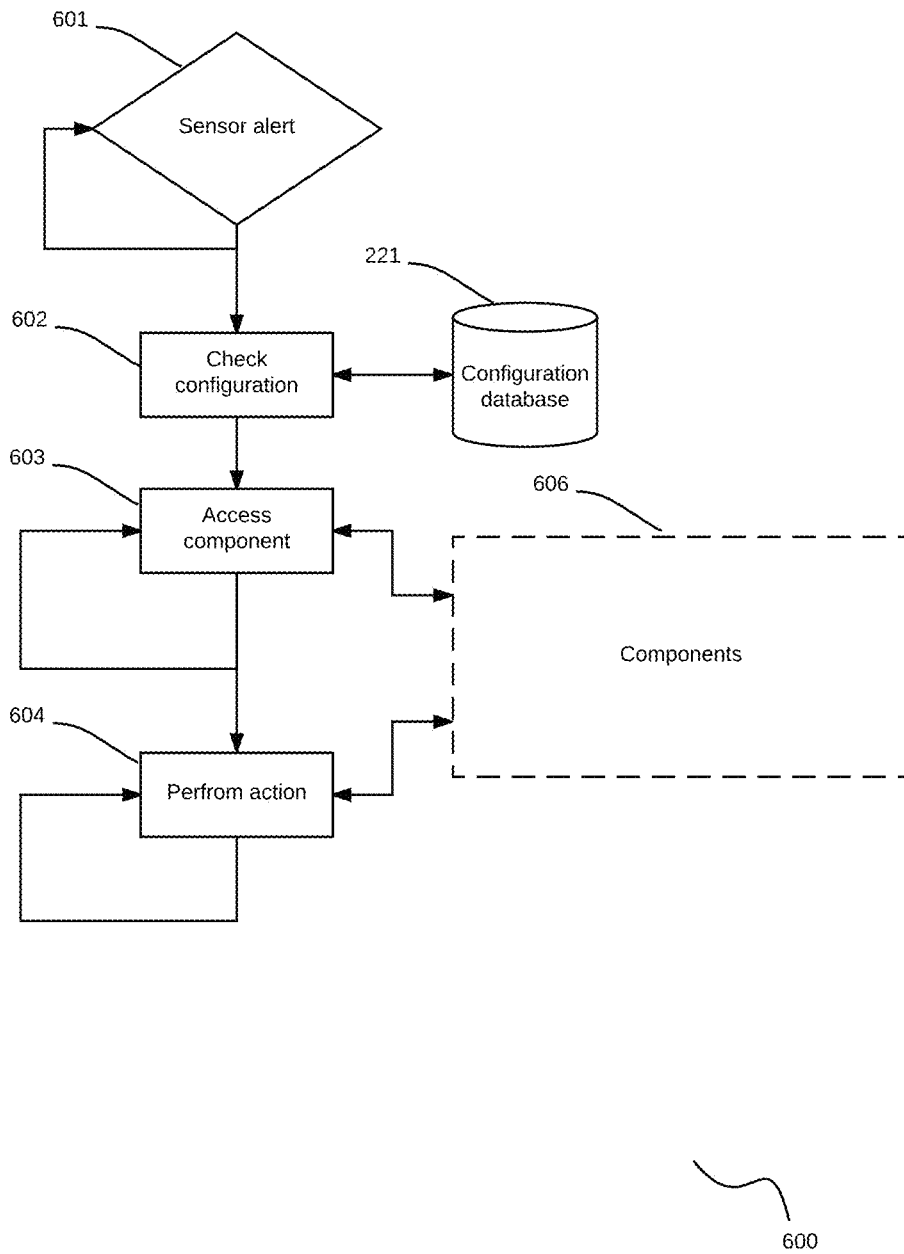 601
Sensor alert
221
602
Check
configuration
Configuration
database
603
Access
component
606
Components
604
Perfrom action
600